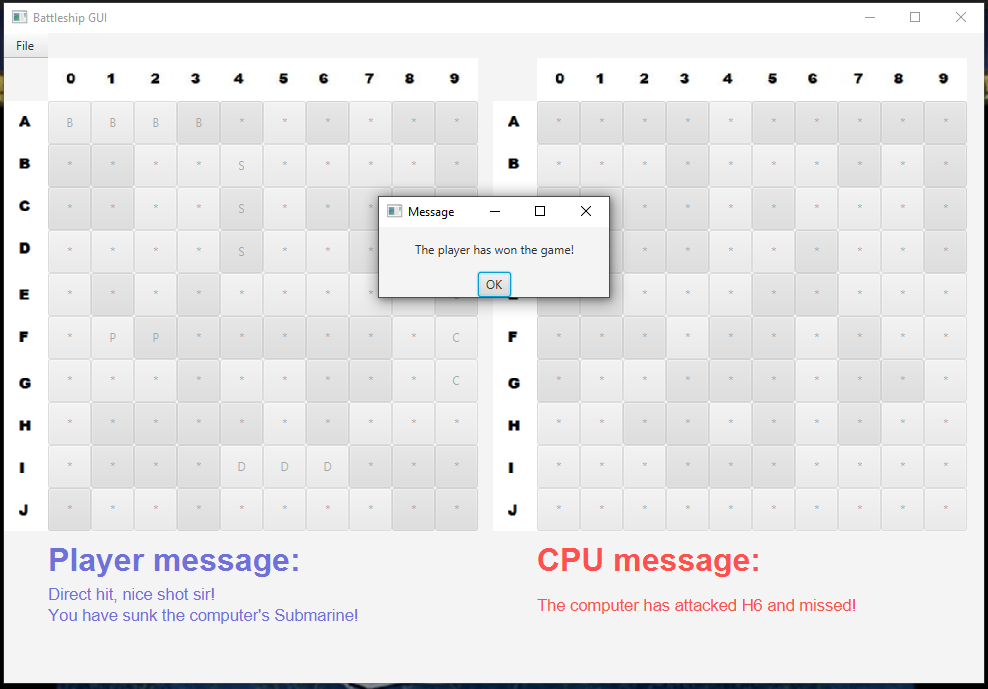 Battleship GUI
File
0 1 2 3 4 5 6 7 8 9
0 1 2 3 4 5 6 7 8 9
A B B B B * * * * * *
A * * * * * * * * * *
B * * * * S * * * * *
B * * * * * * * * * *
Message
C * * * * S * * *
* * * * * * * *
The player has won the game!
D * * * * S * * *
* * * * * * * *
OK
E * * * * * * * * * *
* * * * * * * * * *
F * P P * * * * * * C
F * * * * * * * * * *
G * * * * * * * * * C
G * * * * * * * * * *
H * * * * * * * * * *
H * * * * * * * * * *
I * * * * D D D * * *
I * * * * * * * * * *
J * * * * * * * * * *
J * * * * * * * * * *
Player message:
Direct hit, nice shot sir!
You have sunk the computer's Submarine!
CPU message:
The computer has attacked H6 and missed!